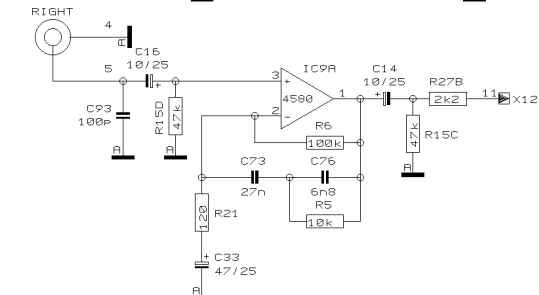 RIGHT
4
A
C16
10/25
5
+
3
+
IC9A
4580
1
2
-
C14
10/25
+
R27B
2k2
11
X12
C93
100p
R15D
47k
R6
100k
47k
R15C
A
A
A
C73
27n
C76
6n8
R5
10k
120
R21
+
C33
47/25
A